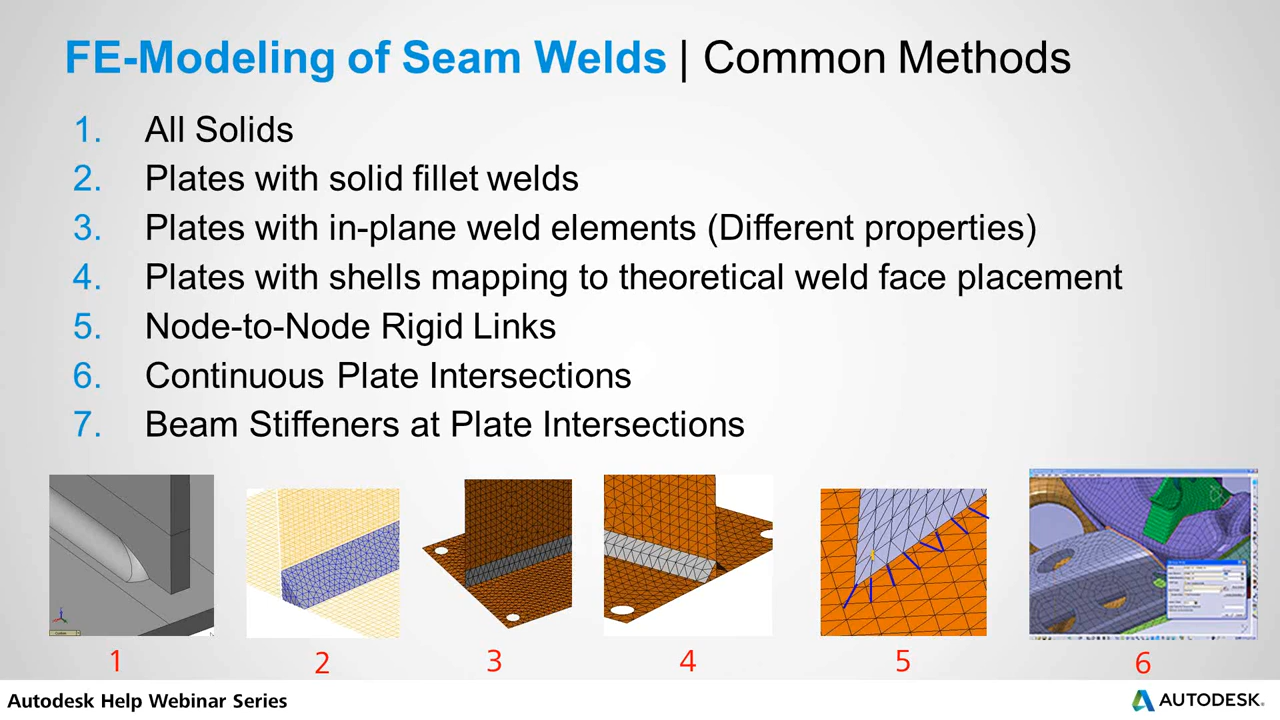 FE-Modeling of Seam Welds | Common Methods
1. All Solids
2. Plates with solid fillet welds
3. Plates with in-plane weld elements (Different properties)
4. Plates with shells mapping to theoretical weld face placement
5. Node-to-Node Rigid Links
6. Continuous Plate Intersections
7. Beam Stiffeners at Plate Intersections
1 2 3 4 5 6
Autodesk Help Webinar Series
AUTODESK.